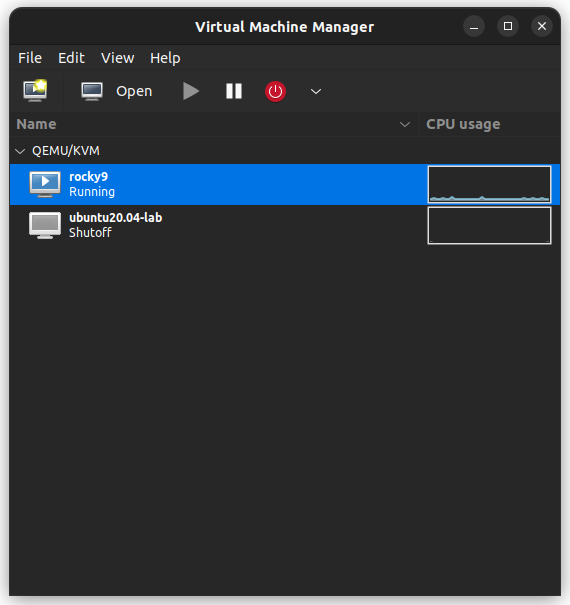 Virtual Machine Manager
File Edit View Help
Open
Name CPU usage
QEMU/KVM
rocky9
Running
ubuntu20.04-lab
Shutoff